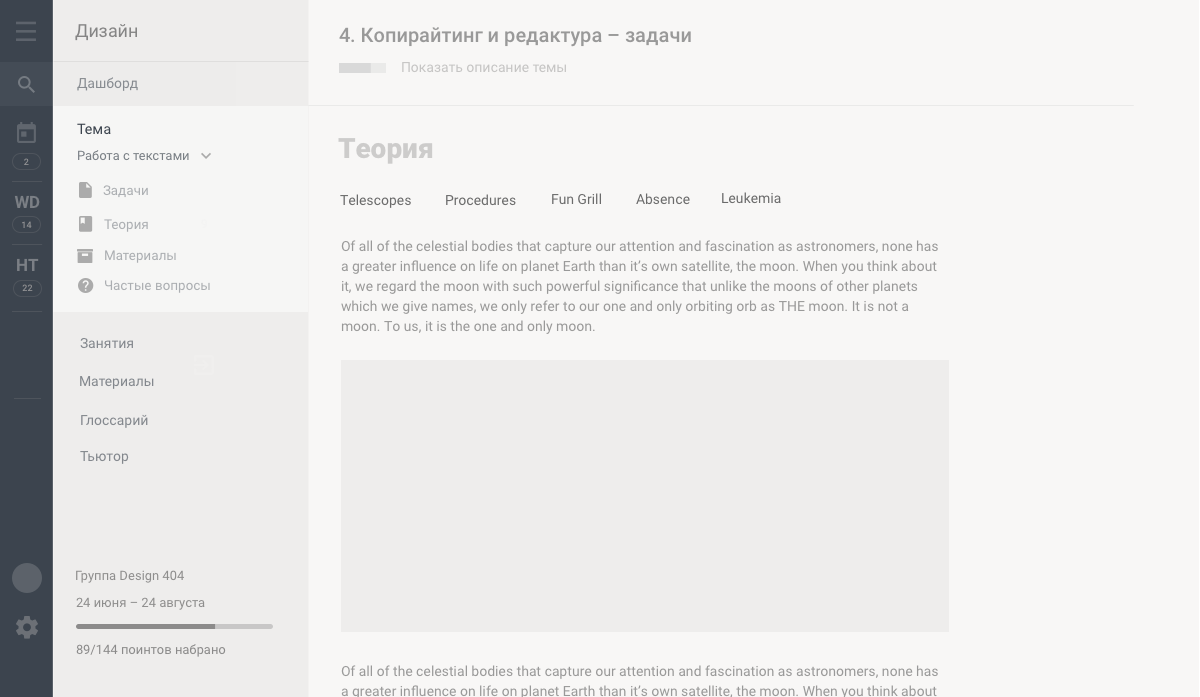 2
WD
14
HT
22
Дизайн
Дашборд
Тема
Работа с текстами
Задачи
Теория
Материалы
Частые вопросы
Занятия
Материалы
Глоссарий
Тьютор
Группа Design 404
24 июня – 24 августа
89/144 поинтов набрано
4. Копирайтинг и редактура – задачи
Показать описание темы
Теория
Telescopes Procedures Fun Grill Absence Leukemia
Of all of the celestial bodies that capture our attention and fascination as astronomers, none has
a greater influence on life on planet Earth than it’s own satellite, the moon. When you think about
it, we regard the moon with such powerful significance that unlike the moons of other planets
which we give names, we only refer to our one and only orbiting orb as THE moon. It is not a
moon. To us, it is the one and only moon.
Of all of the celestial bodies that capture our attention and fascination as astronomers, none has
a greater influence on life on planet Earth than it’s own satellite, the moon. When you think about